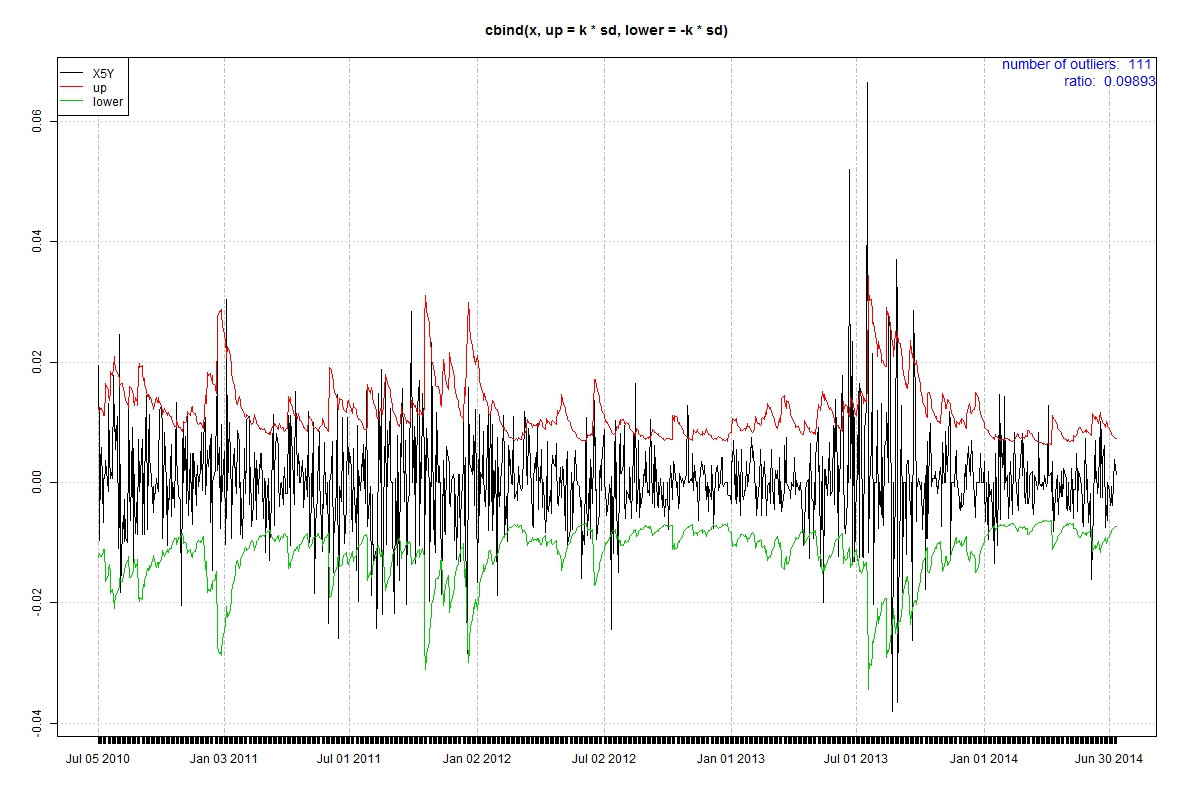 cbind(x, up = k * sd, lower = -k * sd)
number of outliers: 111
ratio: 0.09893
X5Y
up
lower
0.06
0.04
0.02
0.00
-0.02
-0.04
Jul 05 2010 Jan 03 2011 Jul 01 2011 Jan 02 2012 Jul 02 2012 Jan 01 2013 Jul 01 2013 Jan 01 2014 Jun 30 2014